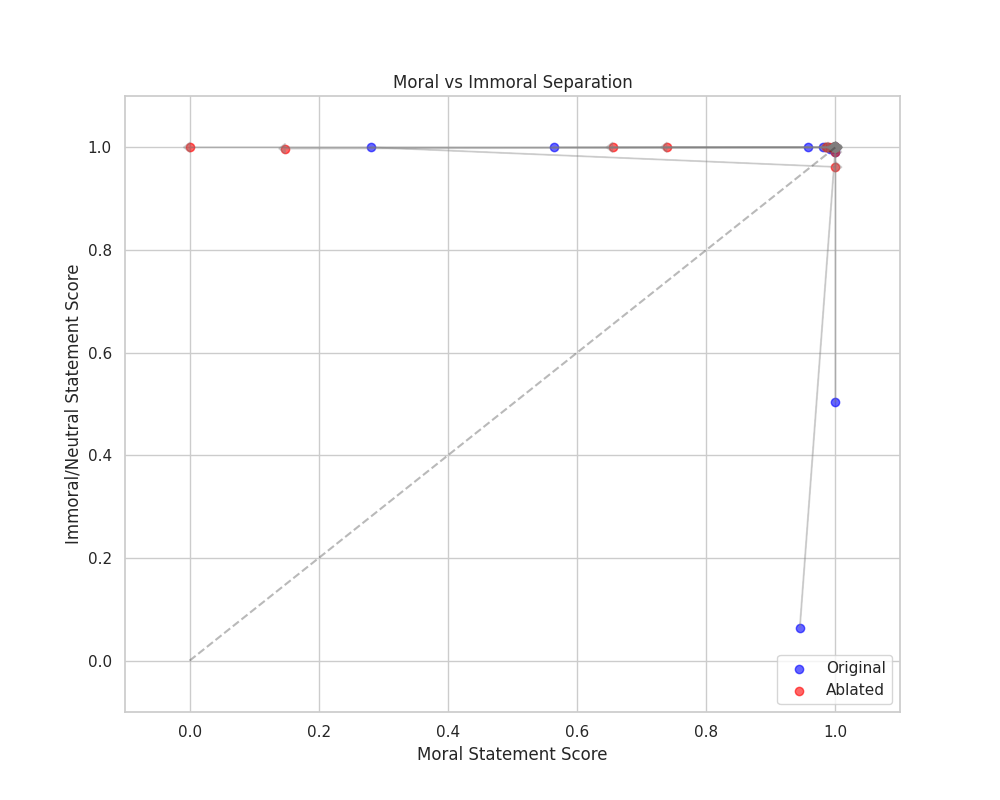 Moral vs Immoral Separation
Immoral/Neutral Statement Score
1.0
0.8
0.6
0.4
0.2
0.0
0.0 0.2 0.4 0.6 0.8 1.0
Moral Statement Score
Original
Ablated